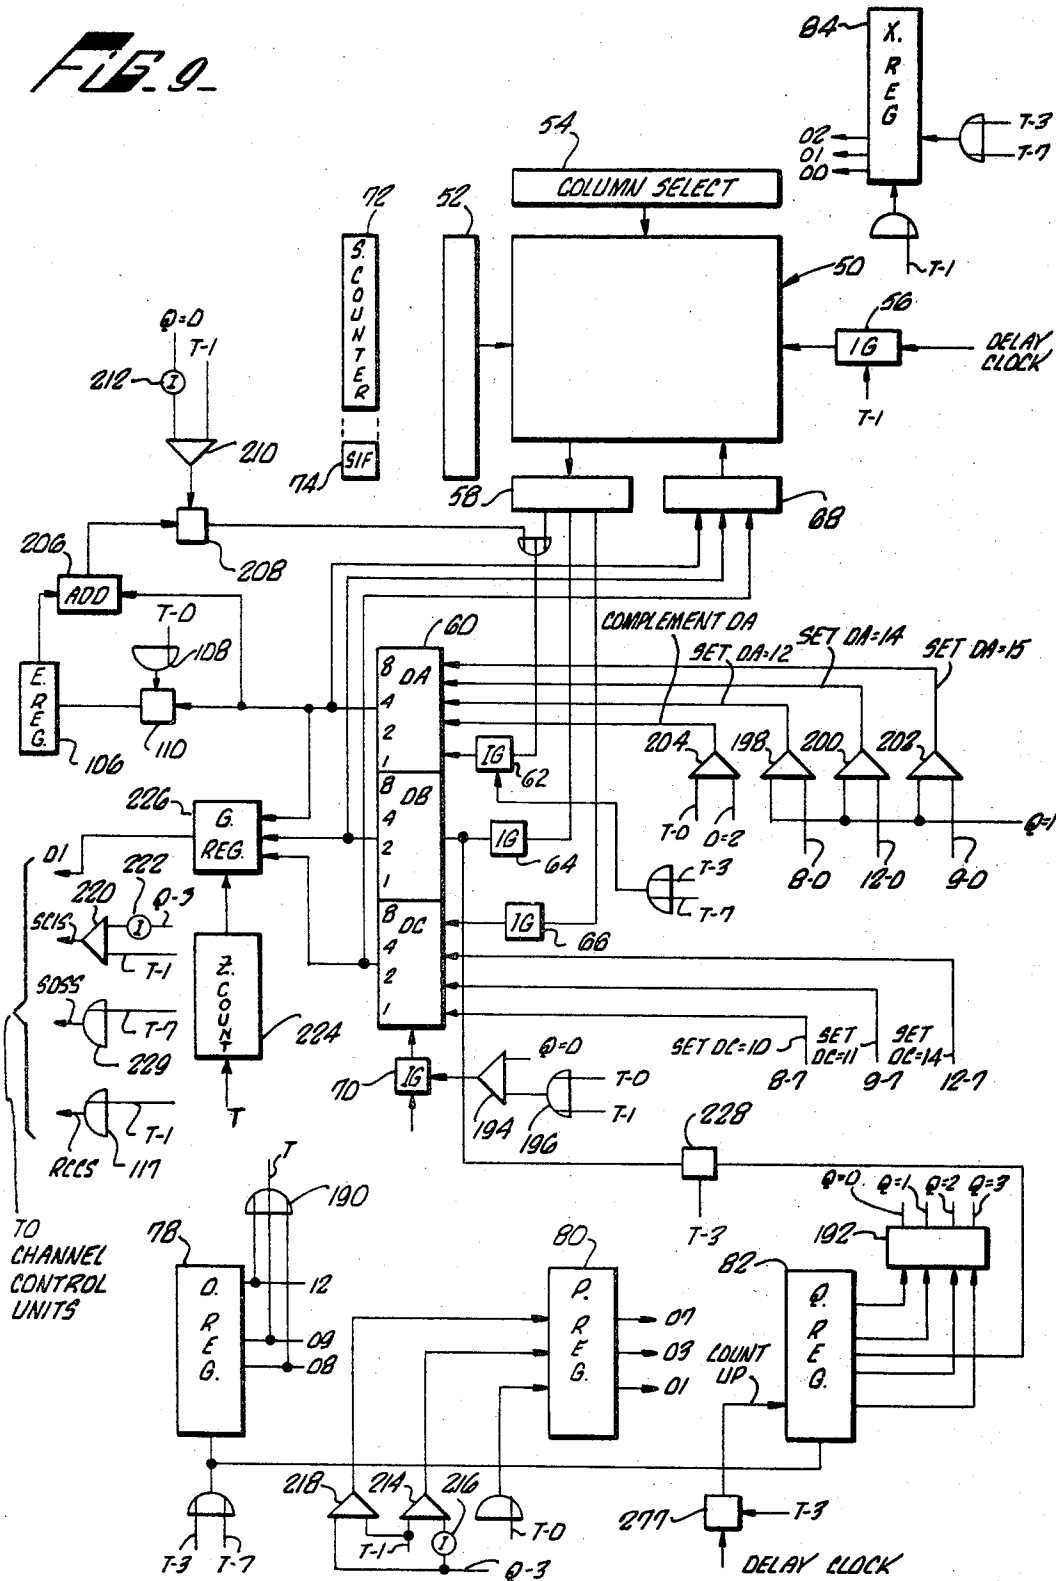 FIG_9_
84
X. REG
T-3
T-7
02
01
00
T-1
54
COLUMN SELECT
72
52
S. COUNTER
50
56
IG
DELAY CLOCK
T-1
Q=0
T-1
212
I
210
SIF
74
58
68
206
ADD
208
T-0
108
E. REG.
110
106
60
COMPLEMENT DA
SET DA=12
SET DA=14
SET DA=15
8
DA
4
2
1
IG
62
204
198
200
202
T-0
0=2
Q=1
8-0
12-0
9-0
8
DB
4
2
1
IG
64
T-3
T-7
226
G. REG.
DI
222
220
I
Q-3
SCIS
T-1
SDSS
T-7
229
Z. COUNT
224
T
RCCS
T-1
117
TO CHANNEL CONTROL UNITS
8
DC
4
2
1
IG
66
SET DC=10
SET DC=11
SET DC=14
8-7
9-7
12-7
70
IG
Q=0
T-0
T-1
194
196
228
T-3
T
190
78
O. REG.
12
09
08
80
P. REG.
07
03
01
Q=0
Q=1
Q=2
Q=3
192
82
Q. REG.
COUNT UP
218
214
216
I
T-1
Q-3
T-0
T-3
T-7
277
T-3
DELAY CLOCK